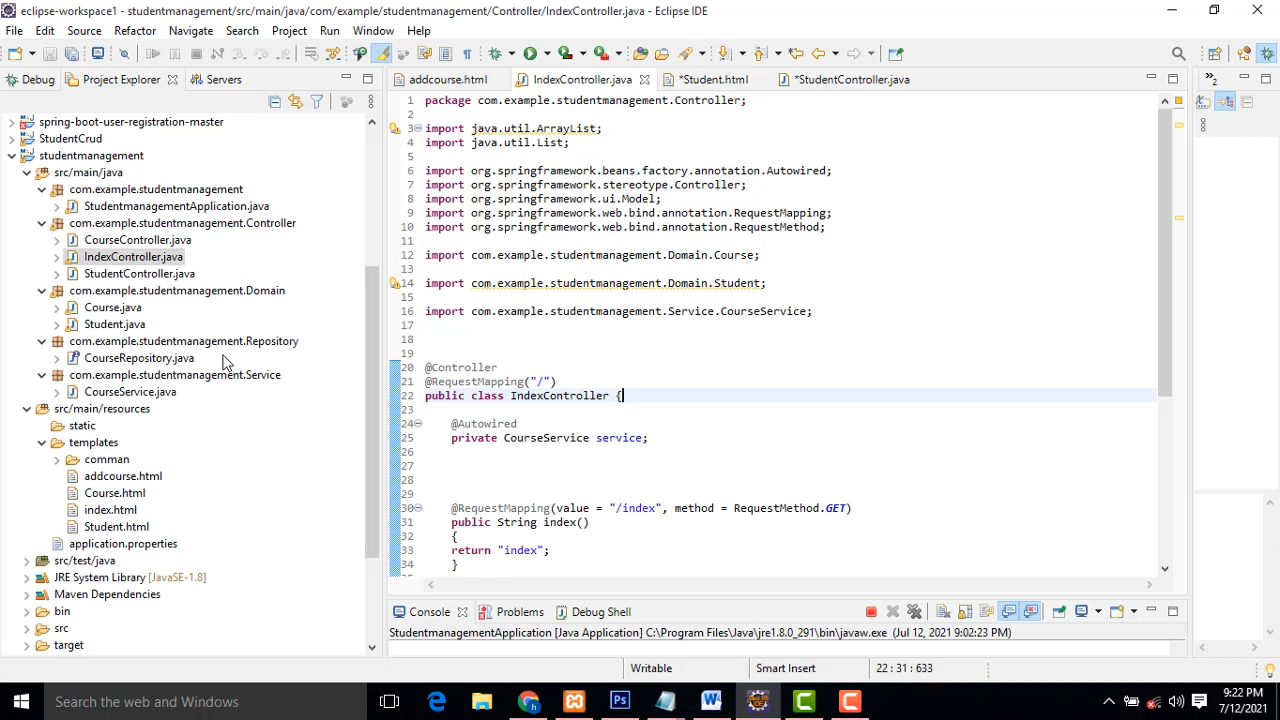 eclipse-workspace1 - studentmanagement/src/main/java/com/example/studentmanagement/Controller/IndexController.java - Eclipse IDE
File Edit Source Refactor Navigate Search Project Run Window Help
Debug Project Explorer Servers
addcourse.html IndexController.java *Student.html *StudentController.java
spring-boot-user-registration-master
StudentCrud
studentmanagement
src/main/java
com.example.studentmanagement
StudentmanagementApplication.java
com.example.studentmanagement.Controller
CourseController.java
IndexController.java
StudentController.java
com.example.studentmanagement.Domain
Course.java
Student.java
com.example.studentmanagement.Repository
CourseRepository.java
com.example.studentmanagement.Service
CourseService.java
src/main/resources
static
templates
comman
addcourse.html
Course.html
index.html
Student.html
application.properties
src/test/java
JRE System Library [JavaSE-1.8]
Maven Dependencies
bin
src
target
1 package com.example.studentmanagement.Controller;
2
3 import java.util.ArrayList;
4 import java.util.List;
5
6 import org.springframework.beans.factory.annotation.Autowired;
7 import org.springframework.stereotype.Controller;
8 import org.springframework.ui.Model;
9 import org.springframework.web.bind.annotation.RequestMapping;
10 import org.springframework.web.bind.annotation.RequestMethod;
11
12 import com.example.studentmanagement.Domain.Course;
13
14 import com.example.studentmanagement.Domain.Student;
15
16 import com.example.studentmanagement.Service.CourseService;
17
18
19
20 @Controller
21 @RequestMapping("/")
22 public class IndexController {
23
24 @Autowired
25 private CourseService service;
26
27
28
29
30 @RequestMapping(value = "/index", method = RequestMethod.GET)
31 public String index()
32 {
33 return "index";
34 }
Console Problems Debug Shell
StudentmanagementApplication [Java Application] C:\Program Files\Java\jre1.8.0_291\bin\javaw.exe (Jul 12, 2021 9:02:23 PM)
Writable Smart Insert 22 : 31 : 633
Search the web and Windows
9:22 PM
7/12/2021